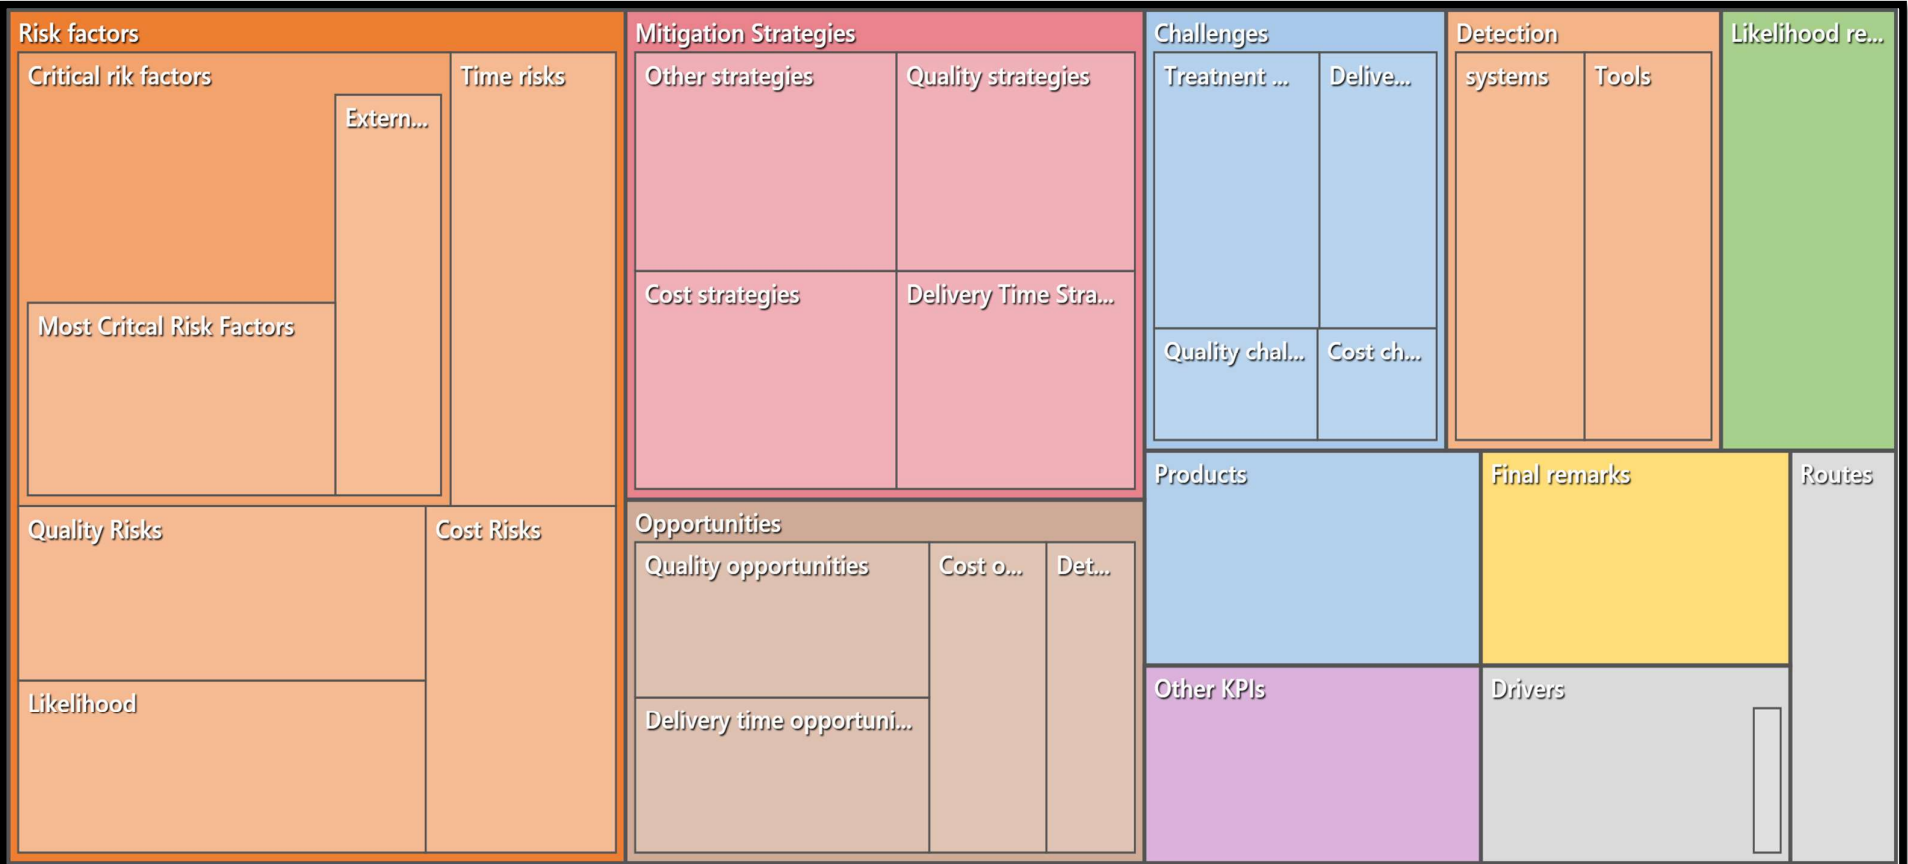 Risk factors
Critical rik factors
Extern...
Most Critcal Risk Factors
Time risks
Quality Risks
Cost Risks
Likelihood
Mitigation Strategies
Other strategies
Quality strategies
Cost strategies
Delivery Time Stra...
Opportunities
Quality opportunities
Cost o...
Det...
Delivery time opportuni...
Challenges
Treatnent ...
Delive...
Quality chal...
Cost ch...
Detection
systems
Tools
Likelihood re...
Products
Final remarks
Routes
Other KPIs
Drivers